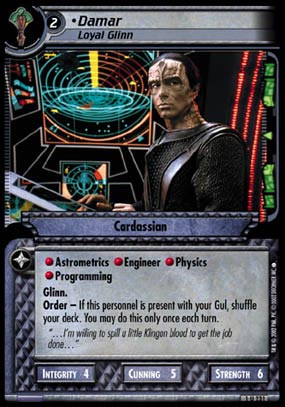 2
•Damar
Loyal Glinn
Cardassian
Astrometrics Engineer Physics
Programming
Glinn.
Order – If this personnel is present with your Gul, shuffle
your deck. You may do this only once each turn.
“…I'm willing to spill a little Klingon blood to get the job
done…”
INTEGRITY 4 CUNNING 5 STRENGTH 6